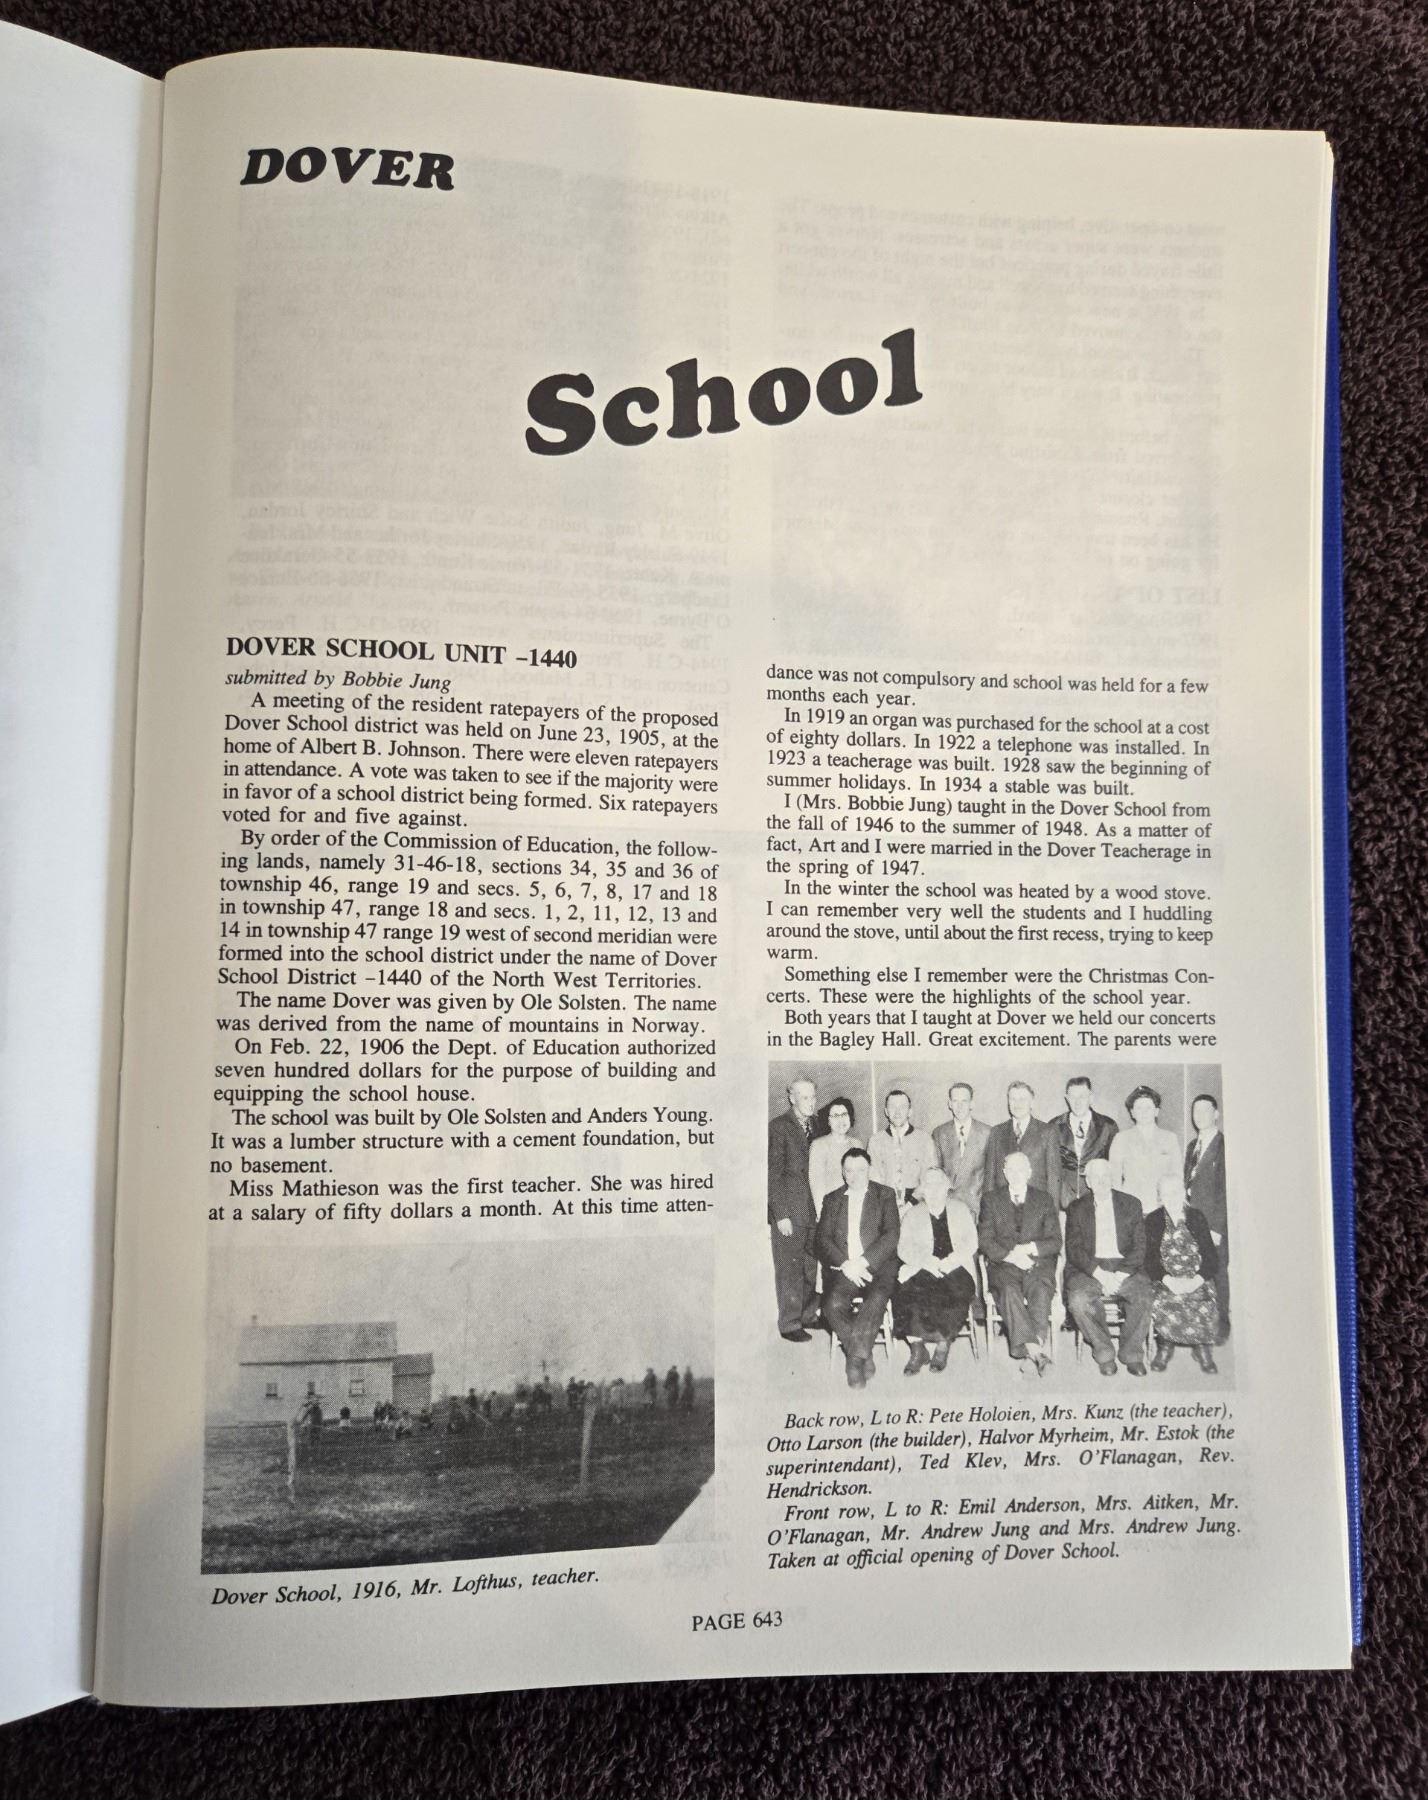 DOVER
School
DOVER SCHOOL UNIT –1440
submitted by Bobbie Jung
A meeting of the resident ratepayers of the proposed
Dover School district was held on June 23, 1905, at the
home of Albert B. Johnson. There were eleven ratepayers
in attendance. A vote was taken to see if the majority were
in favor of a school district being formed. Six ratepayers
voted for and five against.
By order of the Commission of Education, the follow-
ing lands, namely 31-46-18, sections 34, 35 and 36 of
township 46, range 19 and secs. 5, 6, 7, 8, 17 and 18
in township 47, range 18 and secs. 1, 2, 11, 12, 13 and
14 in township 47 range 19 west of second meridian were
formed into the school district under the name of Dover
School District –1440 of the North West Territories.
The name Dover was given by Ole Solsten. The name
was derived from the name of mountains in Norway.
On Feb. 22, 1906 the Dept. of Education authorized
seven hundred dollars for the purpose of building and
equipping the school house.
The school was built by Ole Solsten and Anders Young.
It was a lumber structure with a cement foundation, but
no basement.
Miss Mathieson was the first teacher. She was hired
at a salary of fifty dollars a month. At this time atten-
Dover School, 1916, Mr. Lofthus, teacher.
dance was not compulsory and school was held for a few
months each year.
In 1919 an organ was purchased for the school at a cost
of eighty dollars. In 1922 a telephone was installed. In
1923 a teacherage was built. 1928 saw the beginning of
summer holidays. In 1934 a stable was built.
I (Mrs. Bobbie Jung) taught in the Dover School from
the fall of 1946 to the summer of 1948. As a matter of
fact, Art and I were married in the Dover Teacherage in
the spring of 1947.
In the winter the school was heated by a wood stove.
I can remember very well the students and I huddling
around the stove, until about the first recess, trying to keep
warm.
Something else I remember were the Christmas Con-
certs. These were the highlights of the school year.
Both years that I taught at Dover we held our concerts
in the Bagley Hall. Great excitement. The parents were
Back row, L to R: Pete Holoien, Mrs. Kunz (the teacher),
Otto Larson (the builder), Halvor Myrheim, Mr. Estok (the
superintendant), Ted Klev, Mrs. O'Flanagan, Rev.
Hendrickson.
Front row, L to R: Emil Anderson, Mrs. Aitken, Mr.
O'Flanagan, Mr. Andrew Jung and Mrs. Andrew Jung.
Taken at official opening of Dover School.
PAGE 643